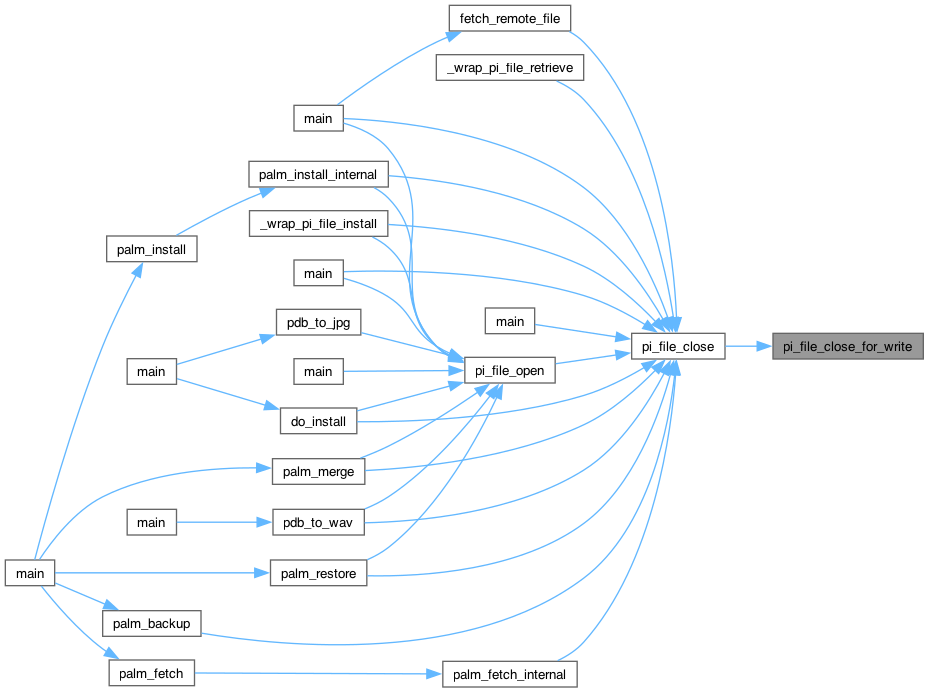 fetch_remote_file
_wrap_pi_file_retrieve
main
palm_install_internal
_wrap_pi_file_install
palm_install
main
pdb_to_jpg
main
pi_file_close
pi_file_close_for_write
main
main
pi_file_open
do_install
palm_merge
main
pdb_to_wav
main
palm_restore
palm_backup
palm_fetch
palm_fetch_internal